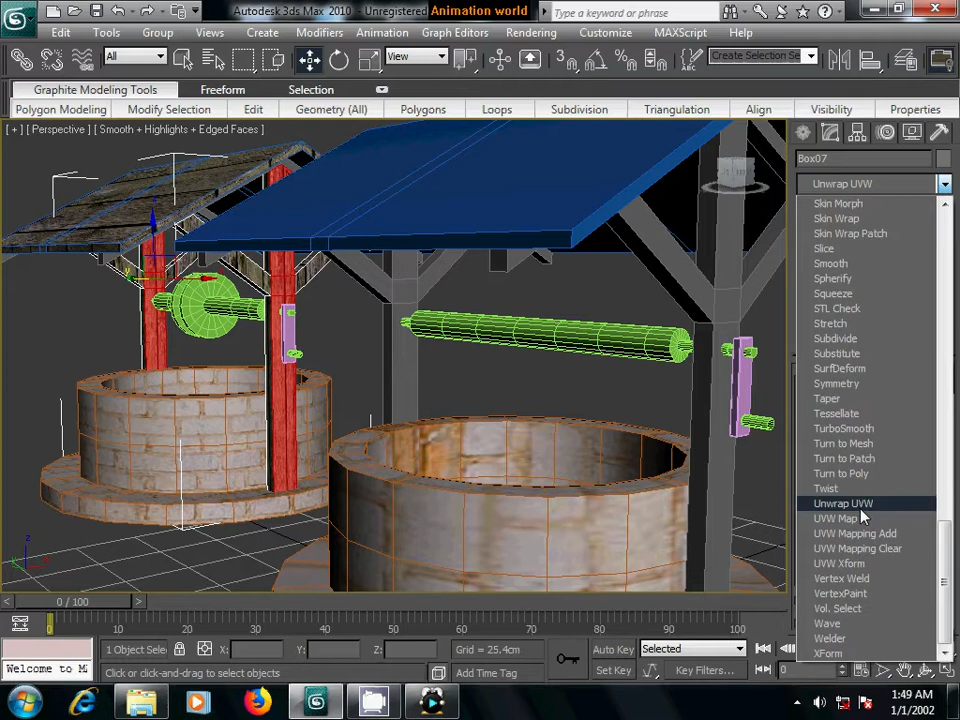 Autodesk 3ds Max 2010 - Unregistered
Animation world
Type a keyword or phrase
Edit Tools Group Views Create Modifiers Animation Graph Editors Rendering Customize MAXScript Help
All View Create Selection Se
Graphite Modeling Tools Freeform Selection
Polygon Modeling Modify Selection Edit Geometry (All) Polygons Loops Subdivision Triangulation Align Visibility Properties
[ + ] [ Perspective ] [ Smooth + Highlights + Edged Faces ]
Box07
Unwrap UVW
Skin Morph
Skin Wrap
Skin Wrap Patch
Slice
Smooth
Spherify
Squeeze
STL Check
Stretch
Subdivide
Substitute
SurfDeform
Symmetry
Taper
Tessellate
TurboSmooth
Turn to Mesh
Turn to Patch
Turn to Poly
Twist
Unwrap UVW
UVW Map
UVW Mapping Add
UVW Mapping Clear
UVW Xform
Vertex Weld
VertexPaint
Vol. Select
Wave
Welder
XForm
z
y
x
z
x
0 / 100
0 10 20 30 40 50 60 70 80 90 100
1 Object Sele X: Y: Z: Grid = 25.4cm Auto Key Selected
Welcome to M Click or click-and-drag to select objects Add Time Tag Set Key Key Filters... 0
1:49 AM
1/1/2002